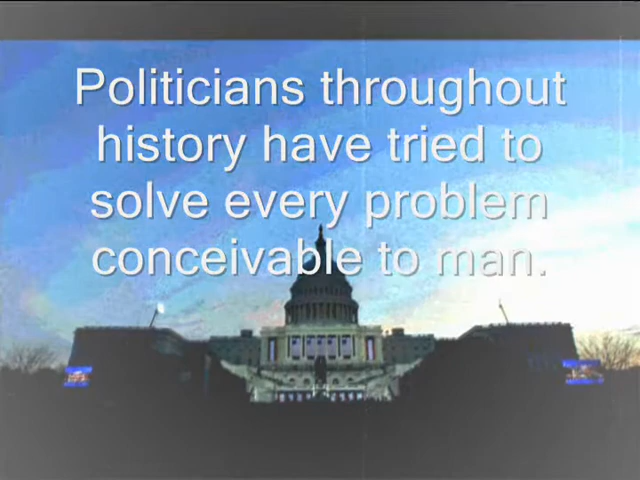 Politicians throughout
history have tried to
solve every problem
conceivable to man.